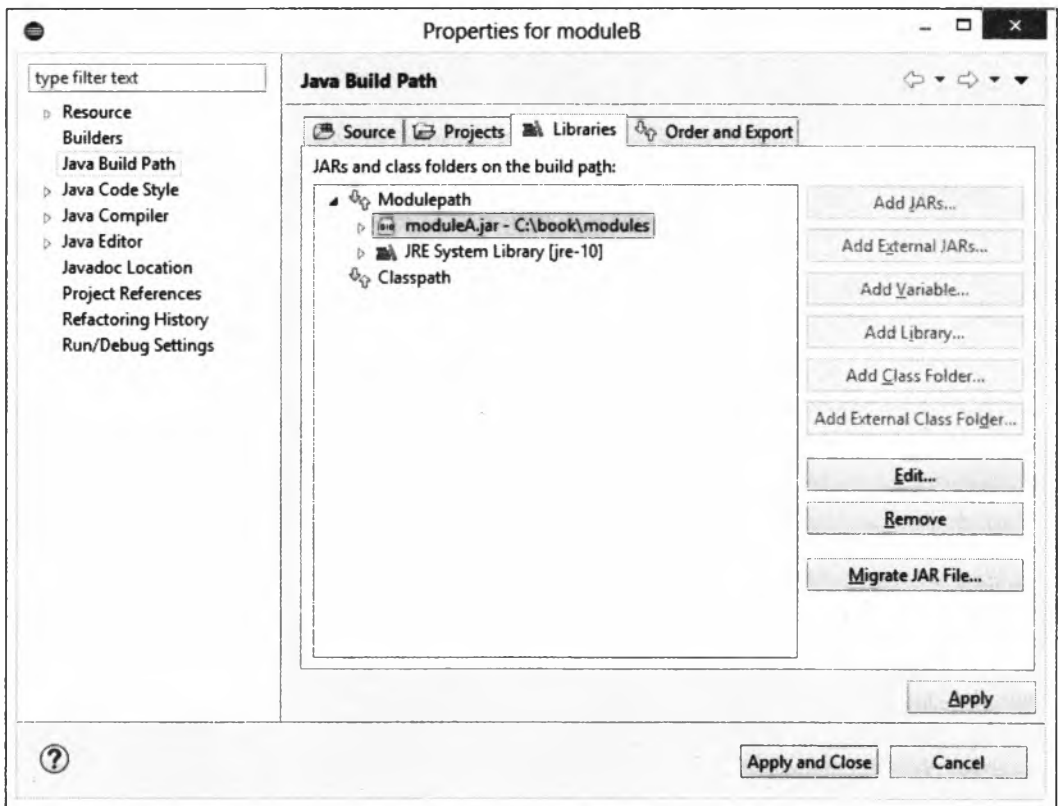 Properties for moduleB
type filter text
Resource
Builders
Java Build Path
Java Code Style
Java Compiler
Java Editor
Javadoc Location
Project References
Refactoring History
Run/Debug Settings
Java Build Path
Source
Projects
Libraries
Order and Export
JARs and class folders on the build path:
Modulepath
moduleA.jar - C:\book\modules
JRE System Library [jre-10]
Classpath
Add JARs...
Add External JARs...
Add Variable...
Add Library...
Add Class Folder...
Add External Class Folder...
Edit...
Remove
Migrate JAR File...
Apply
?
Apply and Close
Cancel